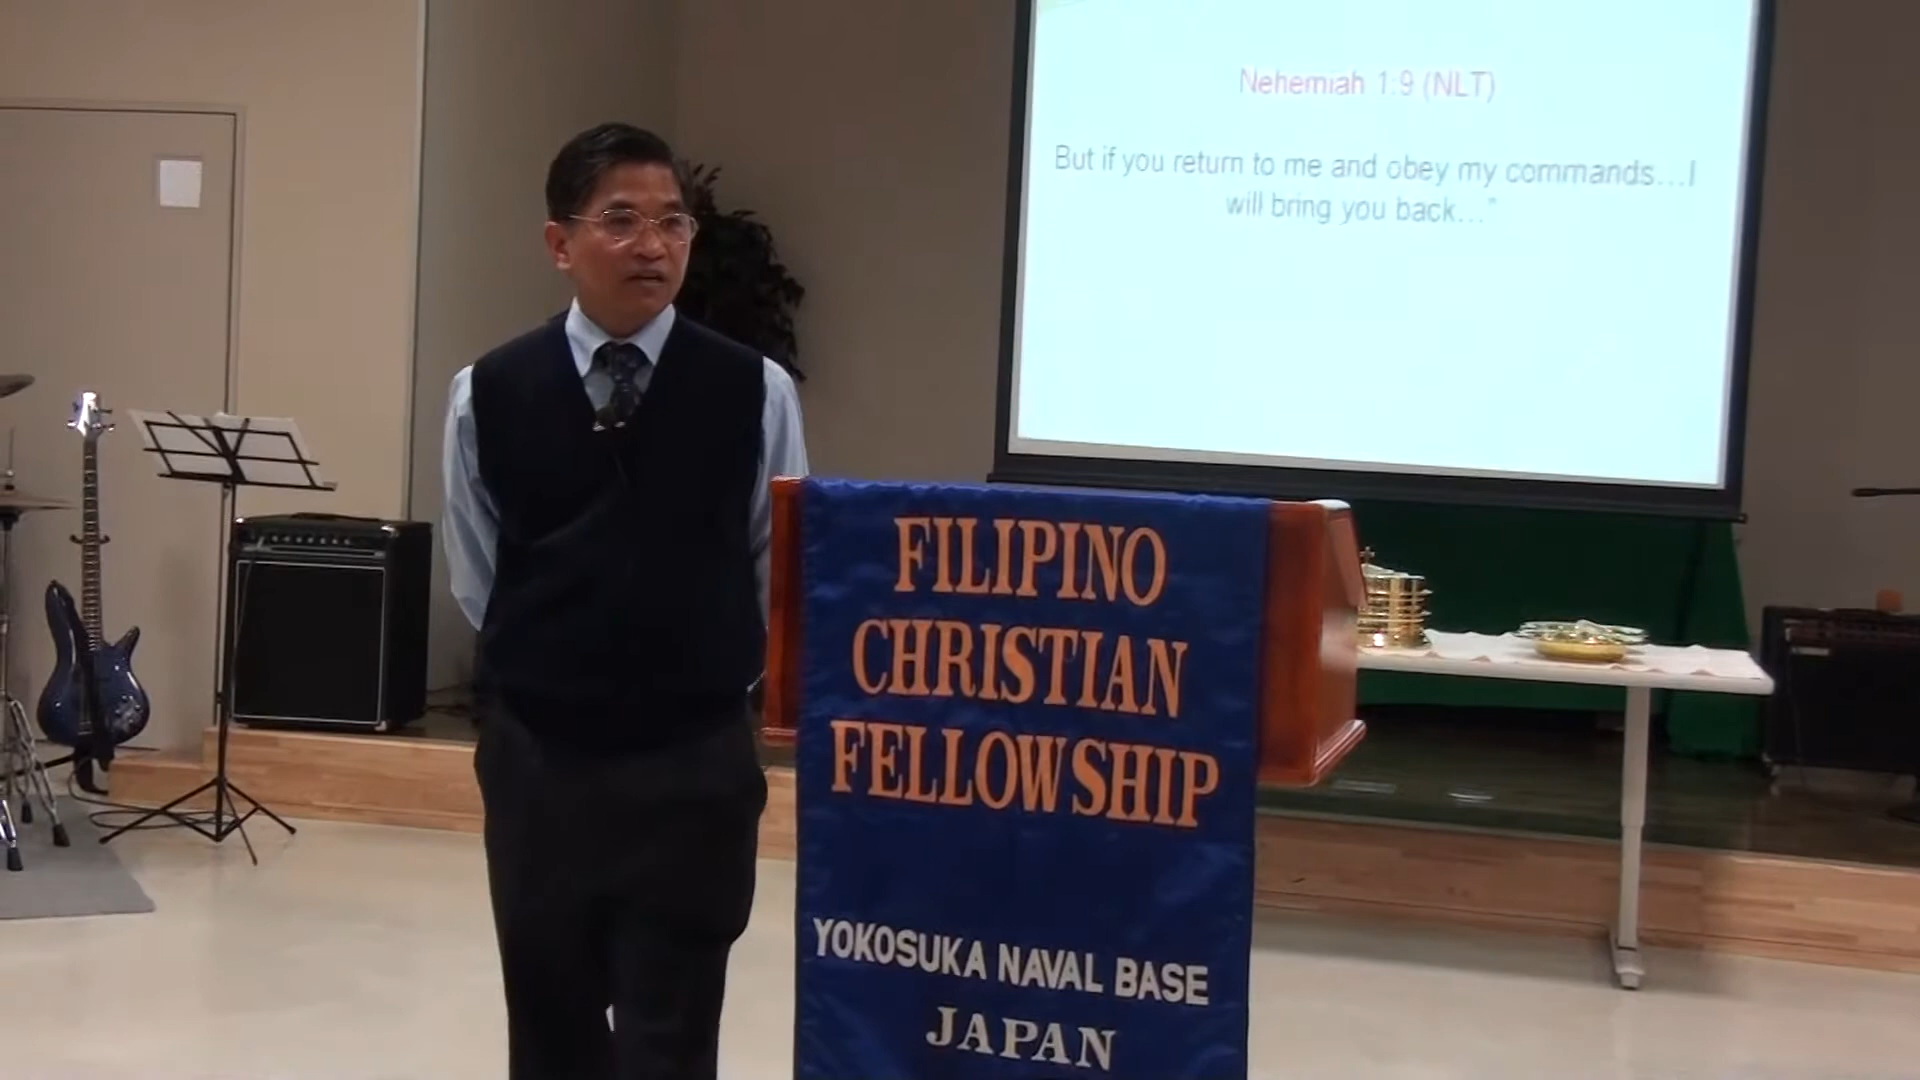 Nehemiah 1:9 (NLT)
But if you return to me and obey my commands...I
will bring you back..."
FILIPINO
CHRISTIAN
FELLOWSHIP
YOKOSUKA NAVAL BASE
JAPAN